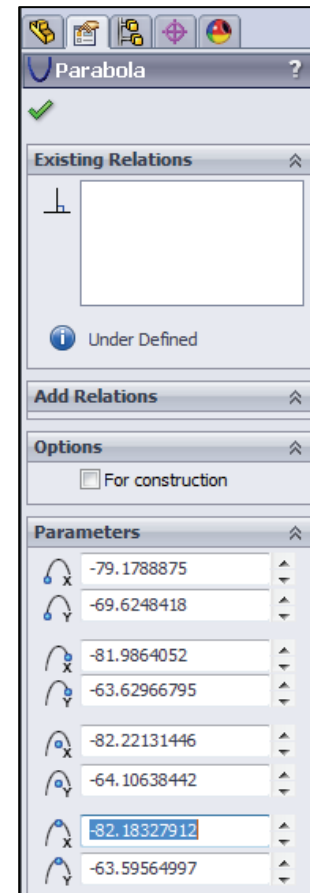 Parabola ?
Existing Relations
Under Defined
Add Relations
Options
For construction
Parameters
X -79.1788875
Y -69.6248418
X -81.9864052
Y -63.62966795
X -82.22131446
Y -64.10638442
X -82.18327912
Y -63.59564997